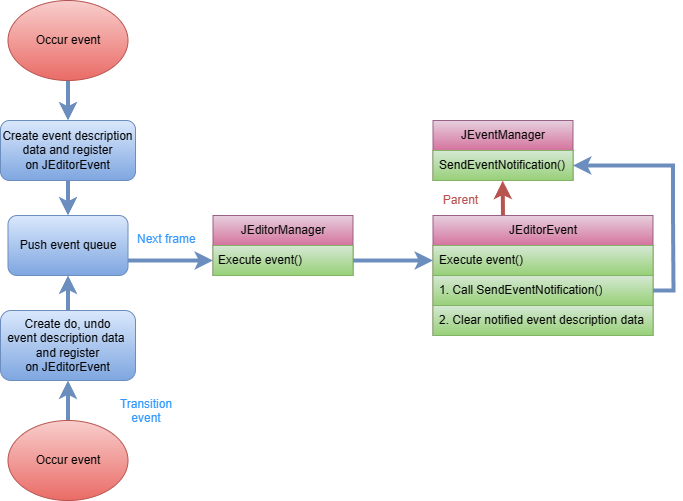 Occur event
Create event description
data and register
on JEditorEvent
Push event queue
Next frame
JEditorManager
Execute event()
JEventManager
SendEventNotification()
Parent
JEditorEvent
Execute event()
1. Call SendEventNotification()
2. Clear notified event description data
Create do, undo
event description data
and register
on JEditorEvent
Transition
event
Occur event